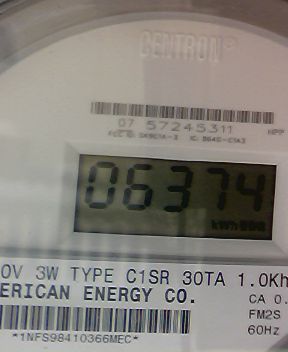 CENTRON®
07 57245311
06374
kWh
0V 3W TYPE C1SR 30TA 1.0Kh
ERICAN ENERGY CO.
CA 0.
FM2S
60Hz
*1NFS98410366MEC*